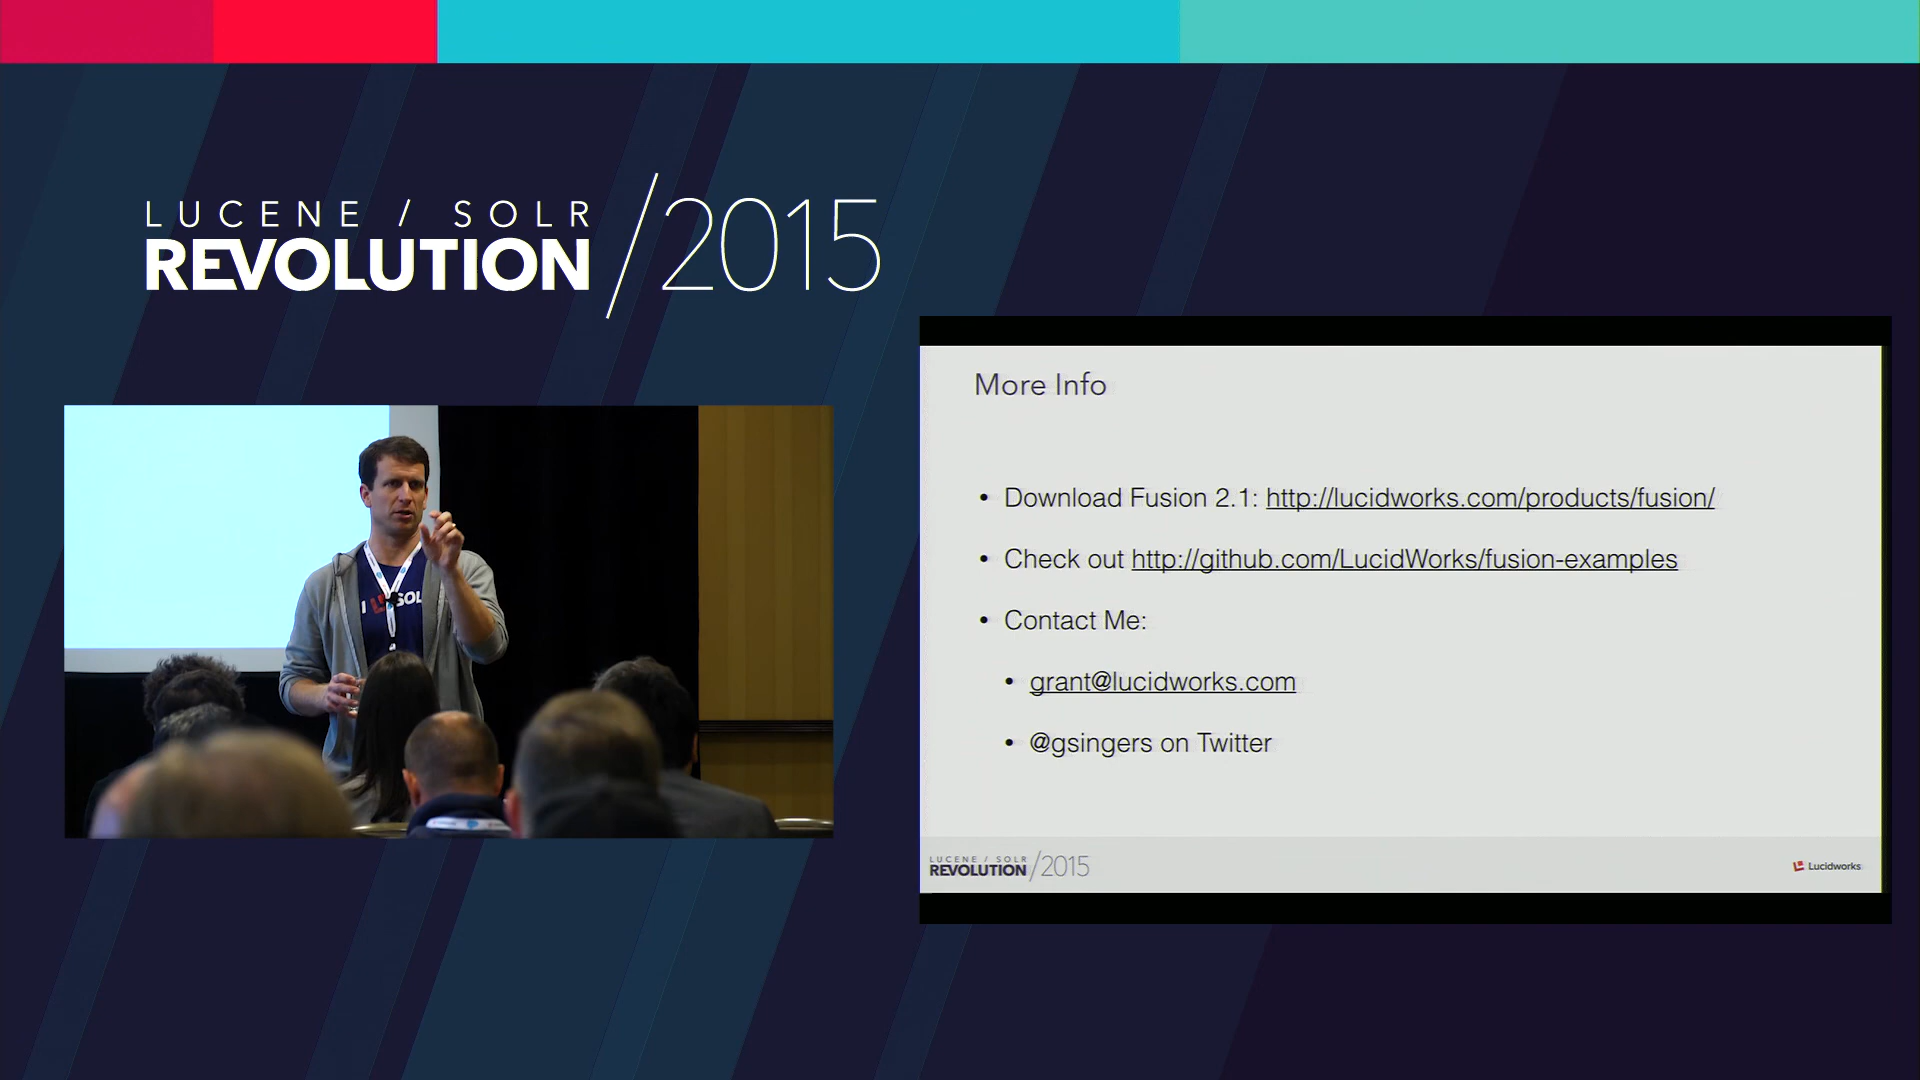 LUCENE / SOLR
REVOLUTION /2015
More Info
• Download Fusion 2.1: http://lucidworks.com/products/fusion/
• Check out http://github.com/LucidWorks/fusion-examples
• Contact Me:
• grant@lucidworks.com
• @gsingers on Twitter
LUCENE / SOLR
REVOLUTION /2015
Lucidworks
I
SOL